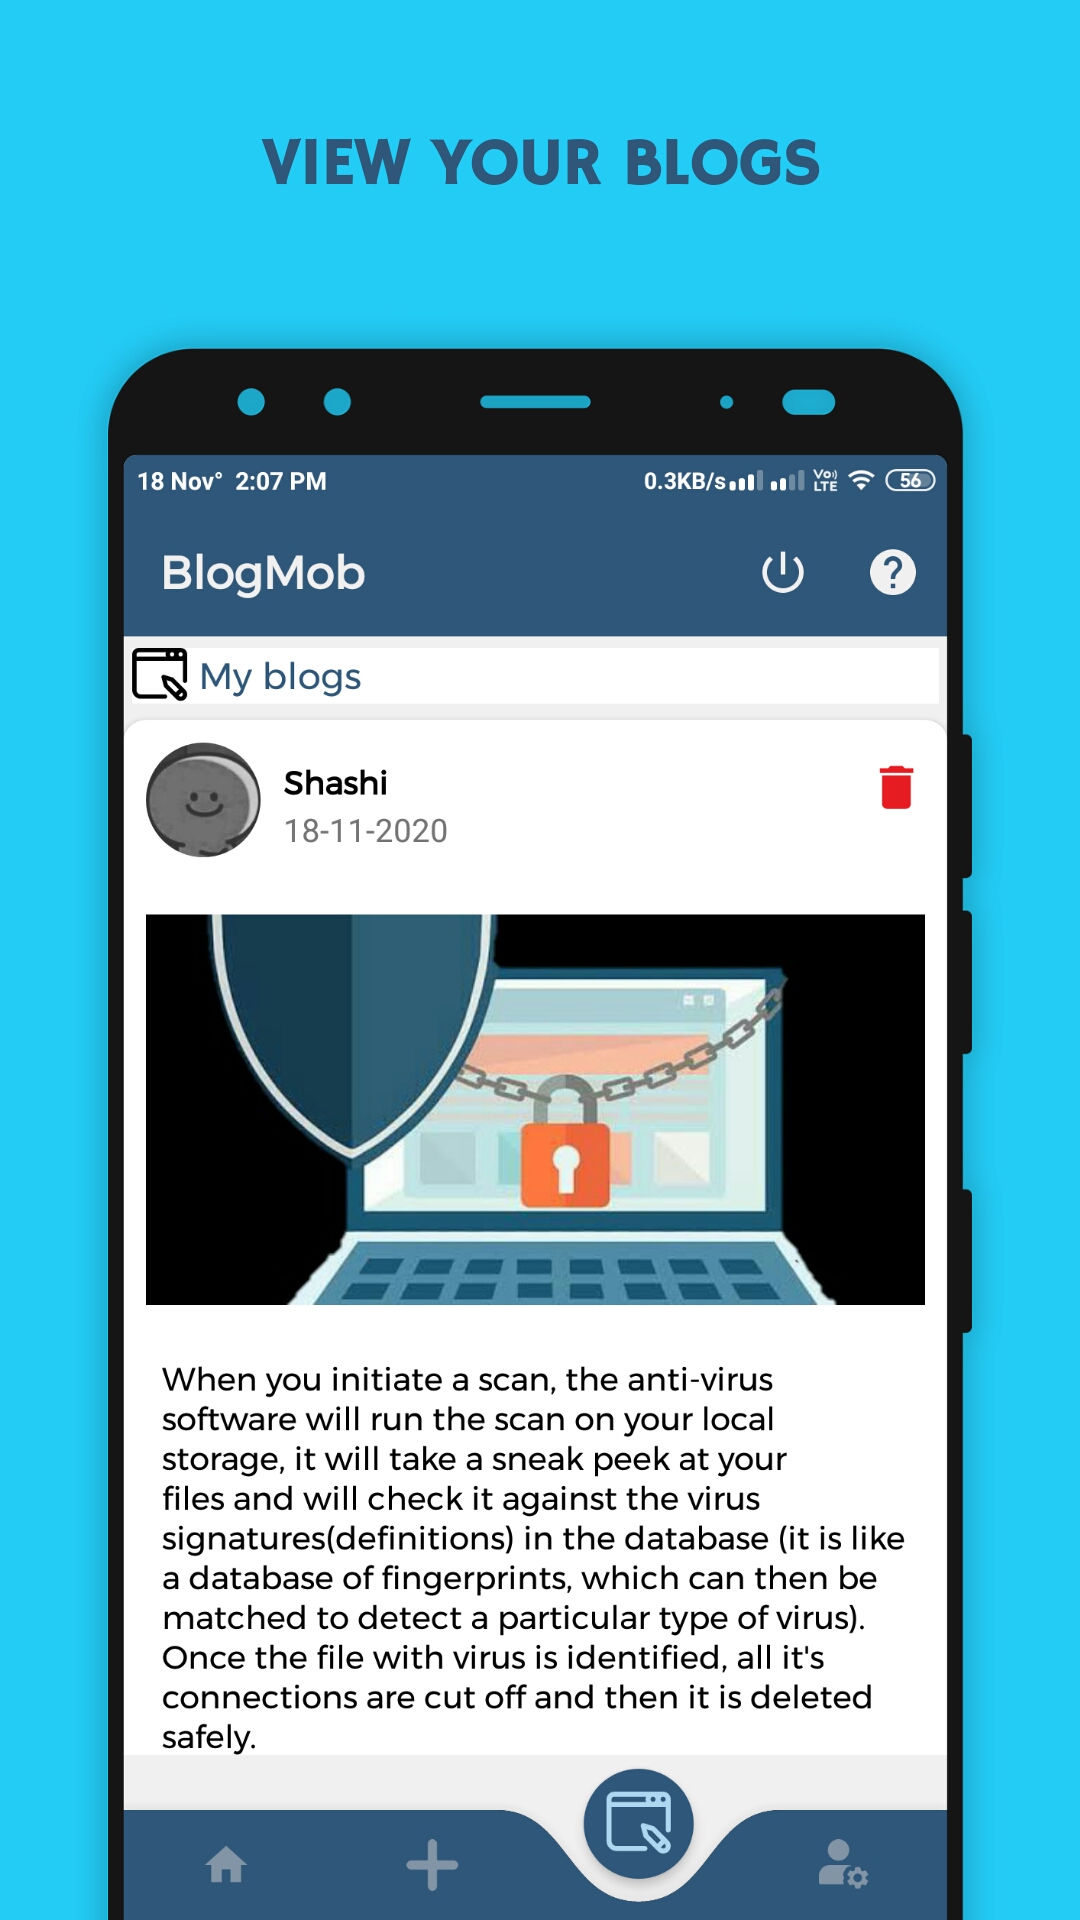 VIEW YOUR BLOGS
18 Nov° 2:07 PM
0.3KB/s Vo)) LTE 56
BlogMob
?
My blogs
Shashi
18-11-2020
When you initiate a scan, the anti-virus
software will run the scan on your local
storage, it will take a sneak peek at your
files and will check it against the virus
signatures(definitions) in the database (it is like
a database of fingerprints, which can then be
matched to detect a particular type of virus).
Once the file with virus is identified, all it's
connections are cut off and then it is deleted
safely.